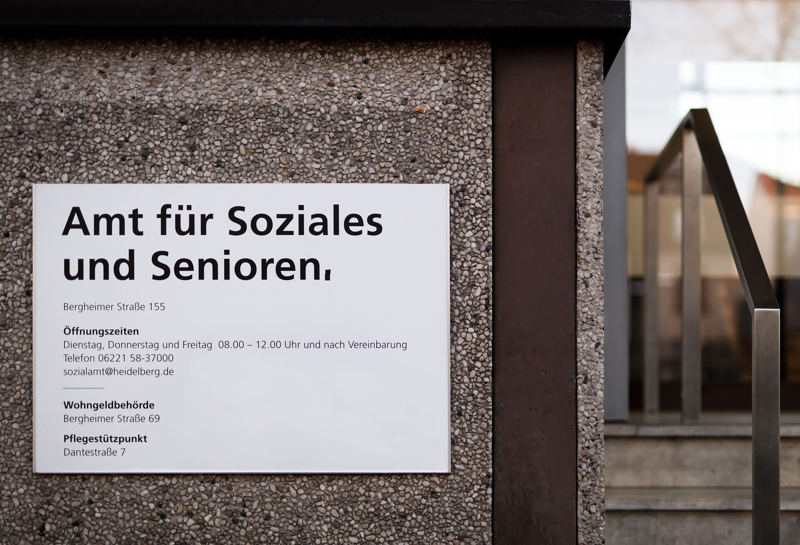 Amt für Soziales
und Senioren,
Bergheimer Straße 155
Öffnungszeiten
Dienstag, Donnerstag und Freitag 08.00 – 12.00 Uhr und nach Vereinbarung
Telefon 06221 58-37000
sozialamt@heidelberg.de
Wohngeldbehörde
Bergheimer Straße 69
Pflegestützpunkt
Dantestraße 7